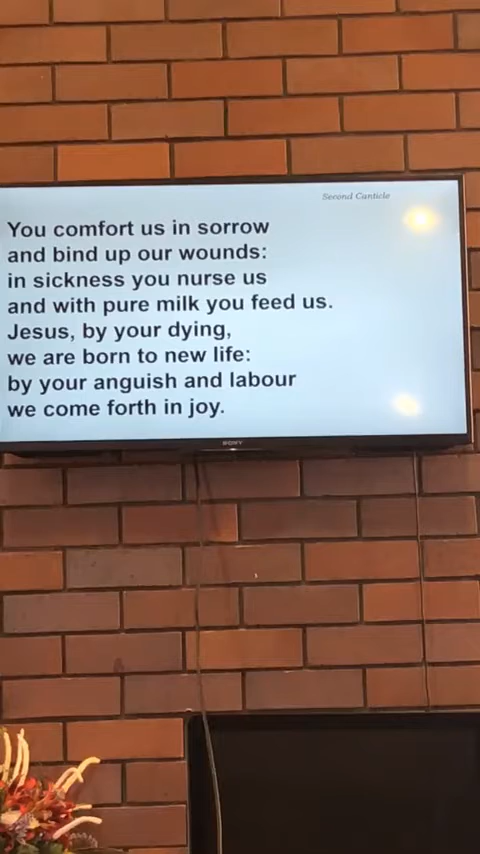 Second Canticle
You comfort us in sorrow
and bind up our wounds:
in sickness you nurse us
and with pure milk you feed us.
Jesus, by your dying,
we are born to new life:
by your anguish and labour
we come forth in joy.
SONY